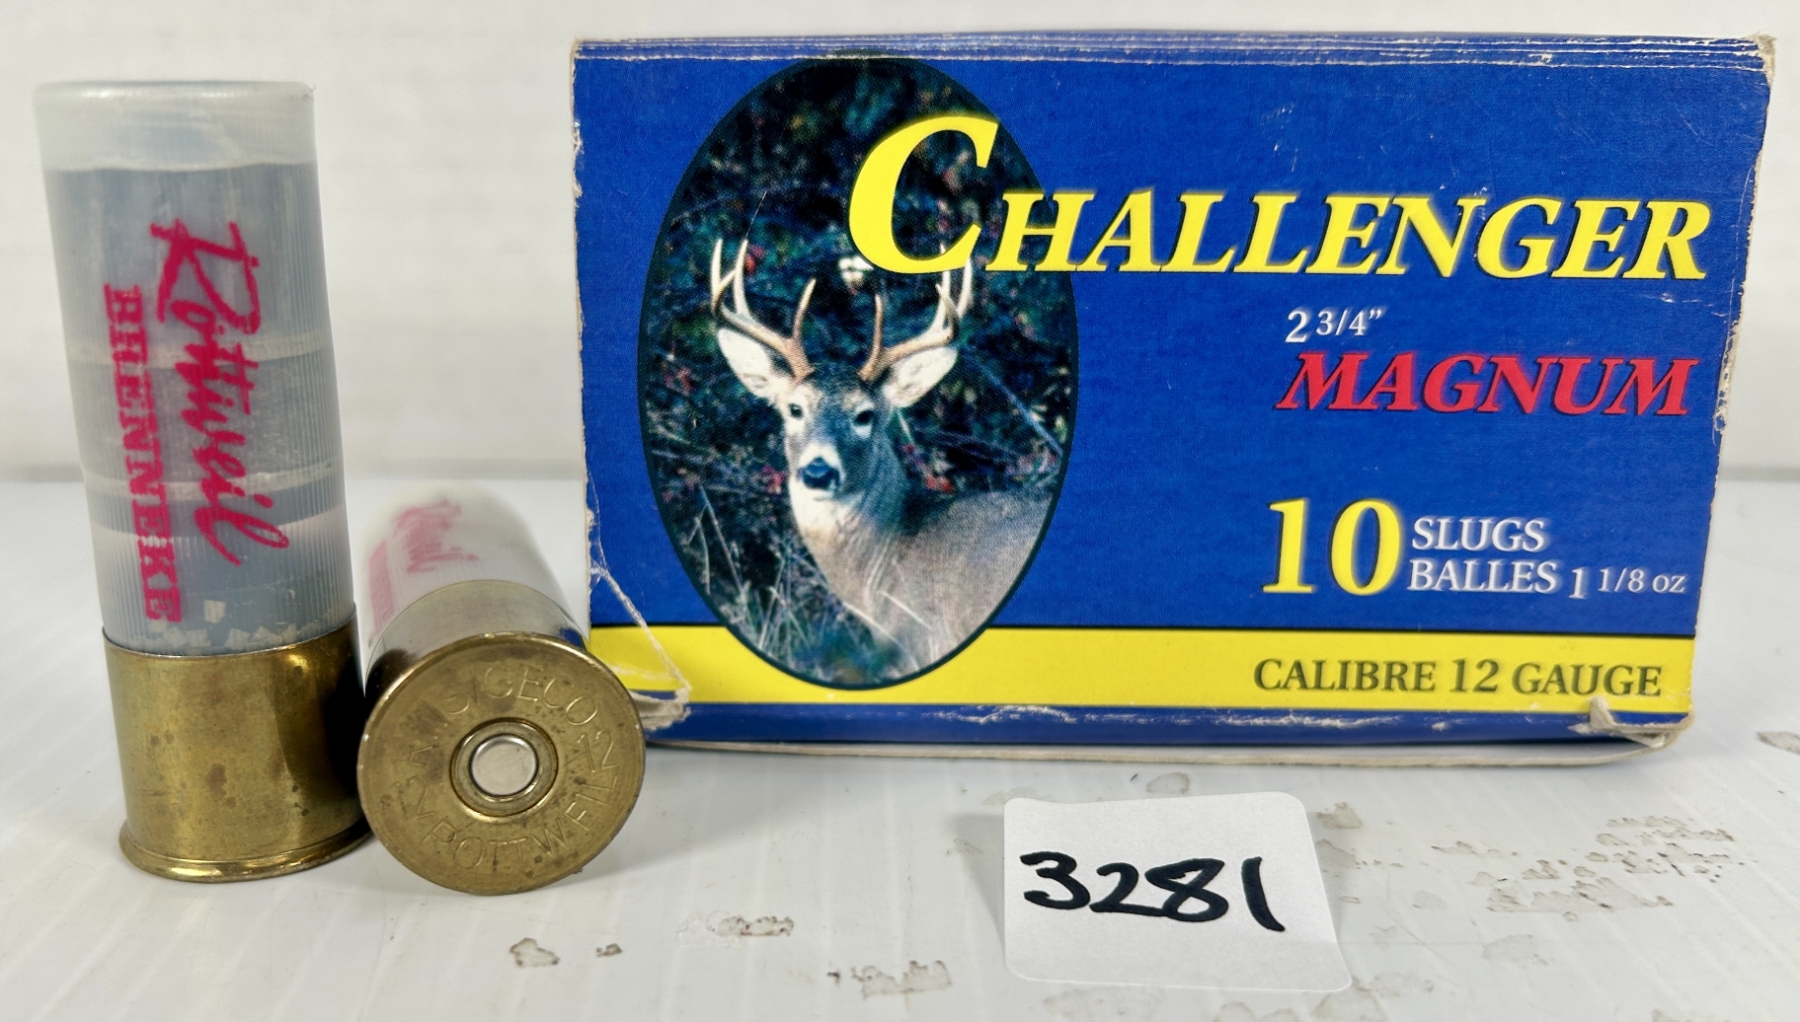 CHALLENGER
2 3/4"
MAGNUM
10 SLUGS
BALLES 1 1/8 oz
CALIBRE 12 GAUGE
Rottweil
BRENNEKE
GECO 12
ROTTW
3281